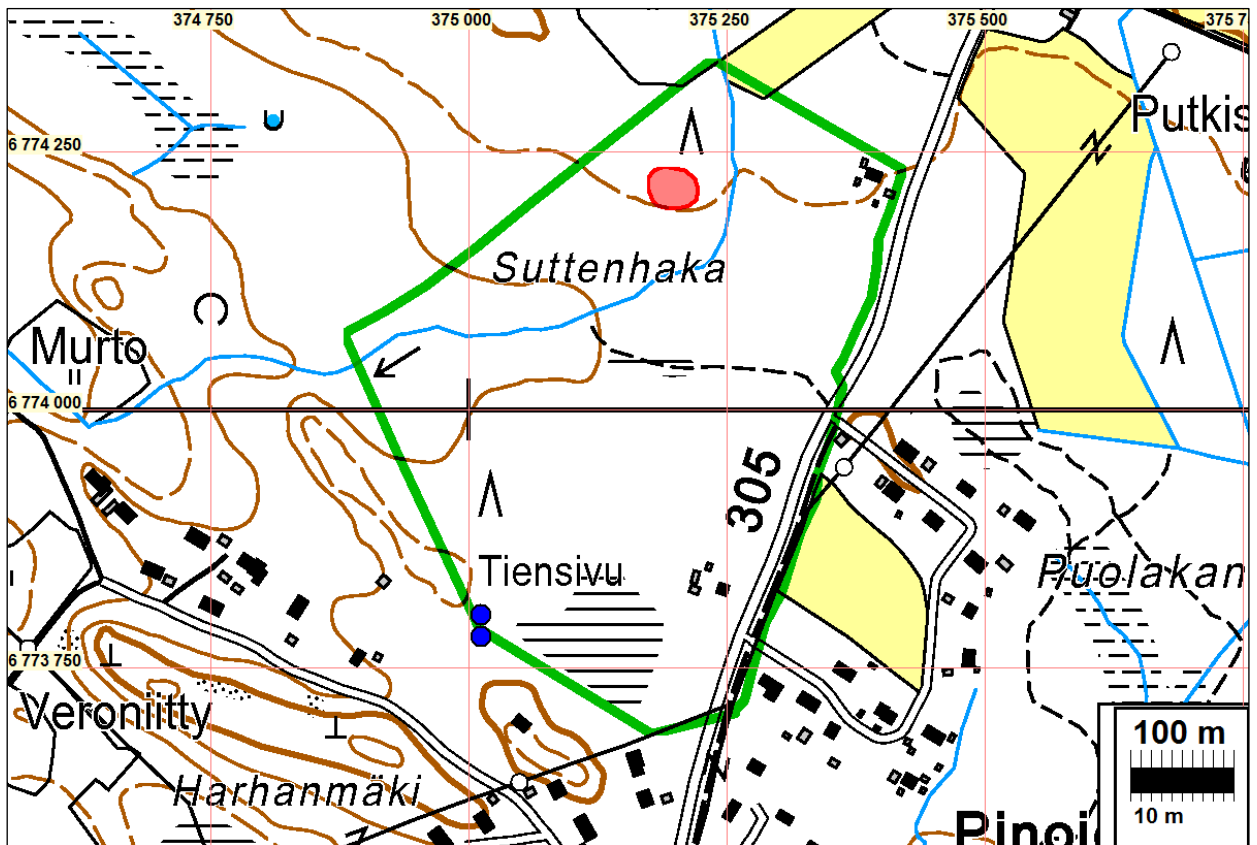 374 750
375 000
375 250
375 500
375 7
Putkis
6 774 250
Suttenhaka
Murto
6 774 000
305
Tiensivu
Puolakan
6 773 750
Veroniitty
100 m
Harhanmäki
10 m